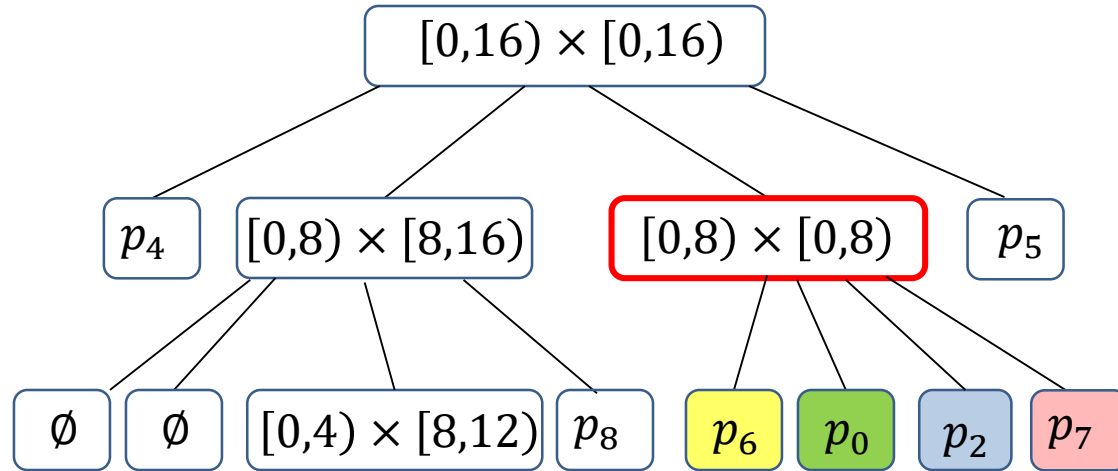 [0,16) × [0,16)
p₄ [0,8) × [8,16) [0,8) × [0,8) p₅
∅ ∅ [0,4) × [8,12) p₈ p₆ p₀ p₂ p₇